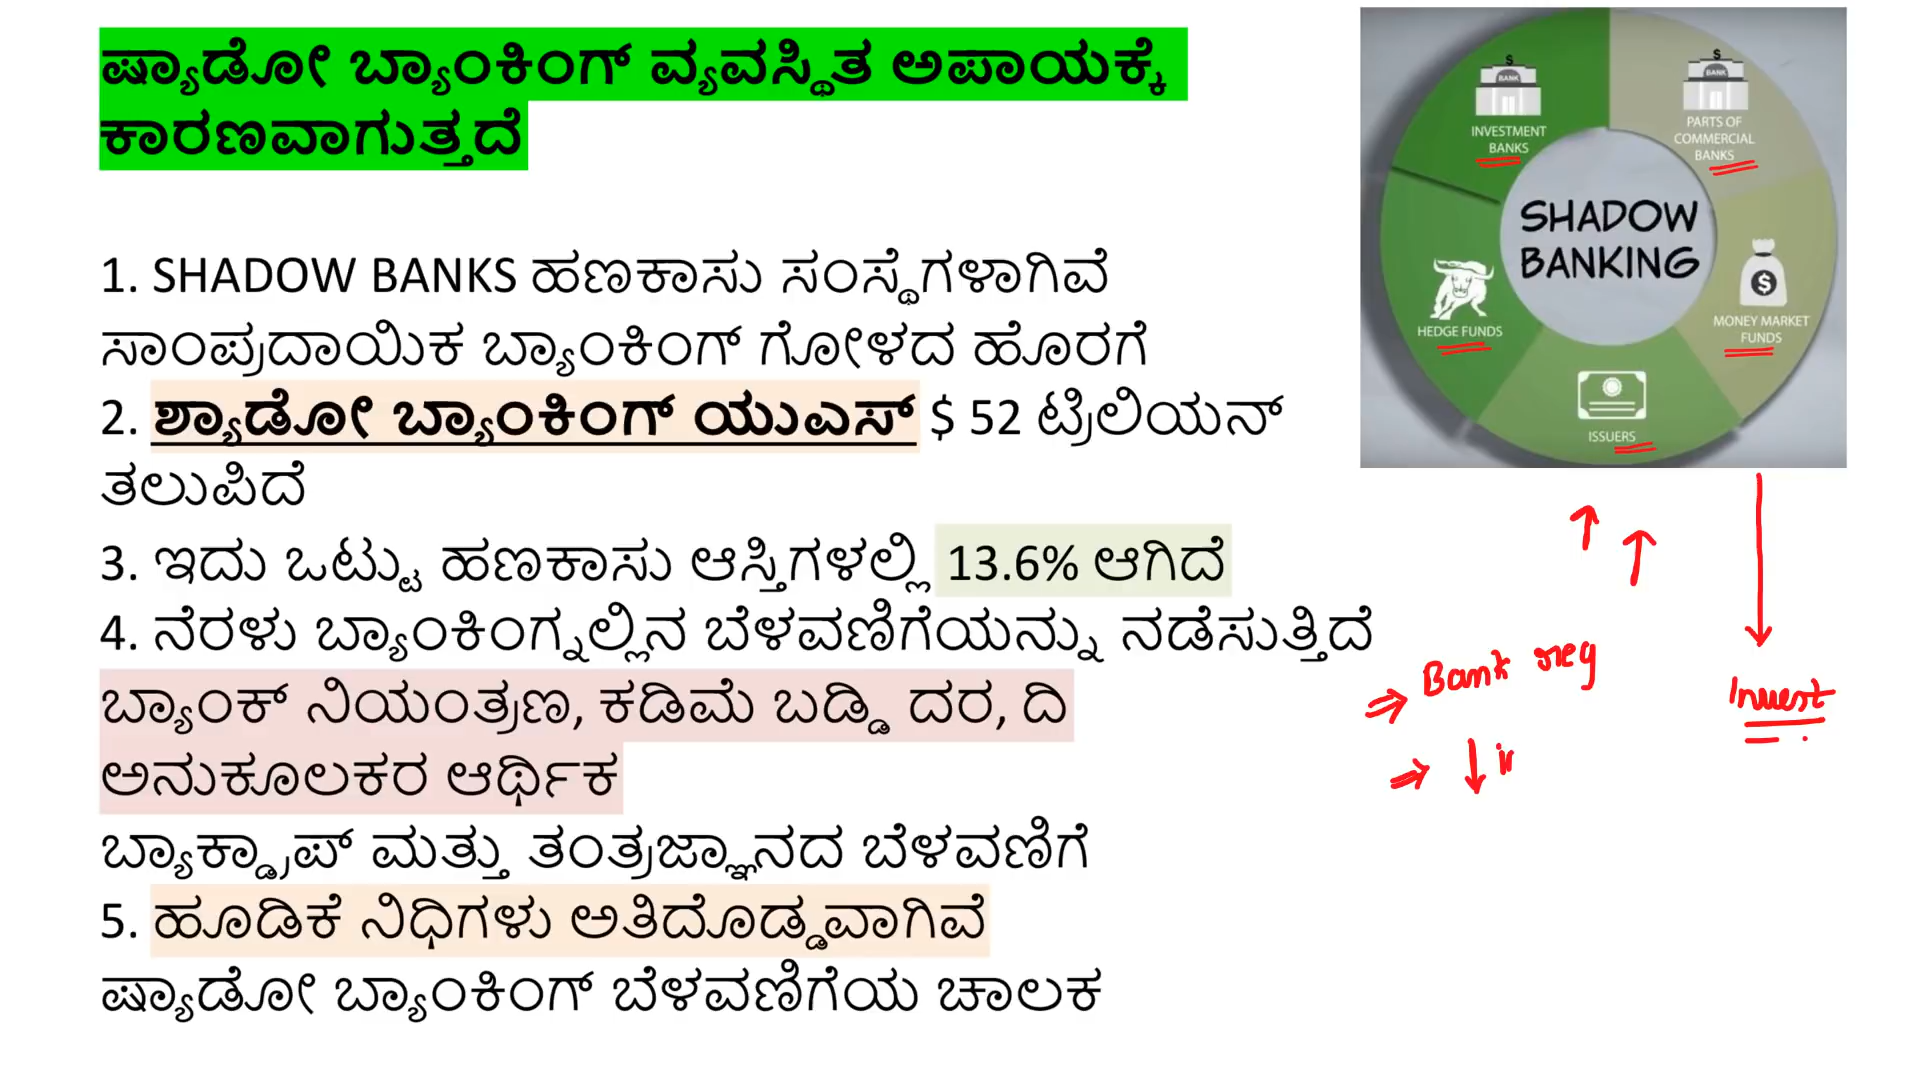 ಷ್ಯಾಡೋ ಬ್ಯಾಂಕಿಂಗ್ ವ್ಯವಸ್ಥಿತ ಅಪಾಯಕ್ಕೆ
ಕಾರಣವಾಗುತ್ತದೆ
1. SHADOW BANKS ಹಣಕಾಸು ಸಂಸ್ಥೆಗಳಾಗಿವೆ
ಸಾಂಪ್ರದಾಯಿಕ ಬ್ಯಾಂಕಿಂಗ್ ಗೋಳದ ಹೊರಗೆ
2. ಶ್ಯಾಡೋ ಬ್ಯಾಂಕಿಂಗ್ ಯುಎಸ್ $ 52 ಟ್ರಿಲಿಯನ್
ತಲುಪಿದೆ
3. ಇದು ಒಟ್ಟು ಹಣಕಾಸು ಆಸ್ತಿಗಳಲ್ಲಿ 13.6% ಆಗಿದೆ
4. ನೆರಳು ಬ್ಯಾಂಕಿಂಗ್ನಲ್ಲಿನ ಬೆಳವಣಿಗೆಯನ್ನು ನಡೆಸುತ್ತಿದೆ
ಬ್ಯಾಂಕ್ ನಿಯಂತ್ರಣ, ಕಡಿಮೆ ಬಡ್ಡಿ ದರ, ದಿ
ಅನುಕೂಲಕರ ಆರ್ಥಿಕ
ಬ್ಯಾಕ್ಡ್ರಾಪ್ ಮತ್ತು ತಂತ್ರಜ್ಞಾನದ ಬೆಳವಣಿಗೆ
5. ಹೂಡಿಕೆ ನಿಧಿಗಳು ಅತಿದೊಡ್ಡವಾಗಿವೆ
ಷ್ಯಾಡೋ ಬ್ಯಾಂಕಿಂಗ್ ಬೆಳವಣಿಗೆಯ ಚಾಲಕ
$
BANK
INVESTMENT
BANKS
$
BANK
PARTS OF
COMMERCIAL
BANKS
SHADOW
BANKING
HEDGE FUNDS
$
MONEY MARKET
FUNDS
ISSUERS
Bank reg
Invest